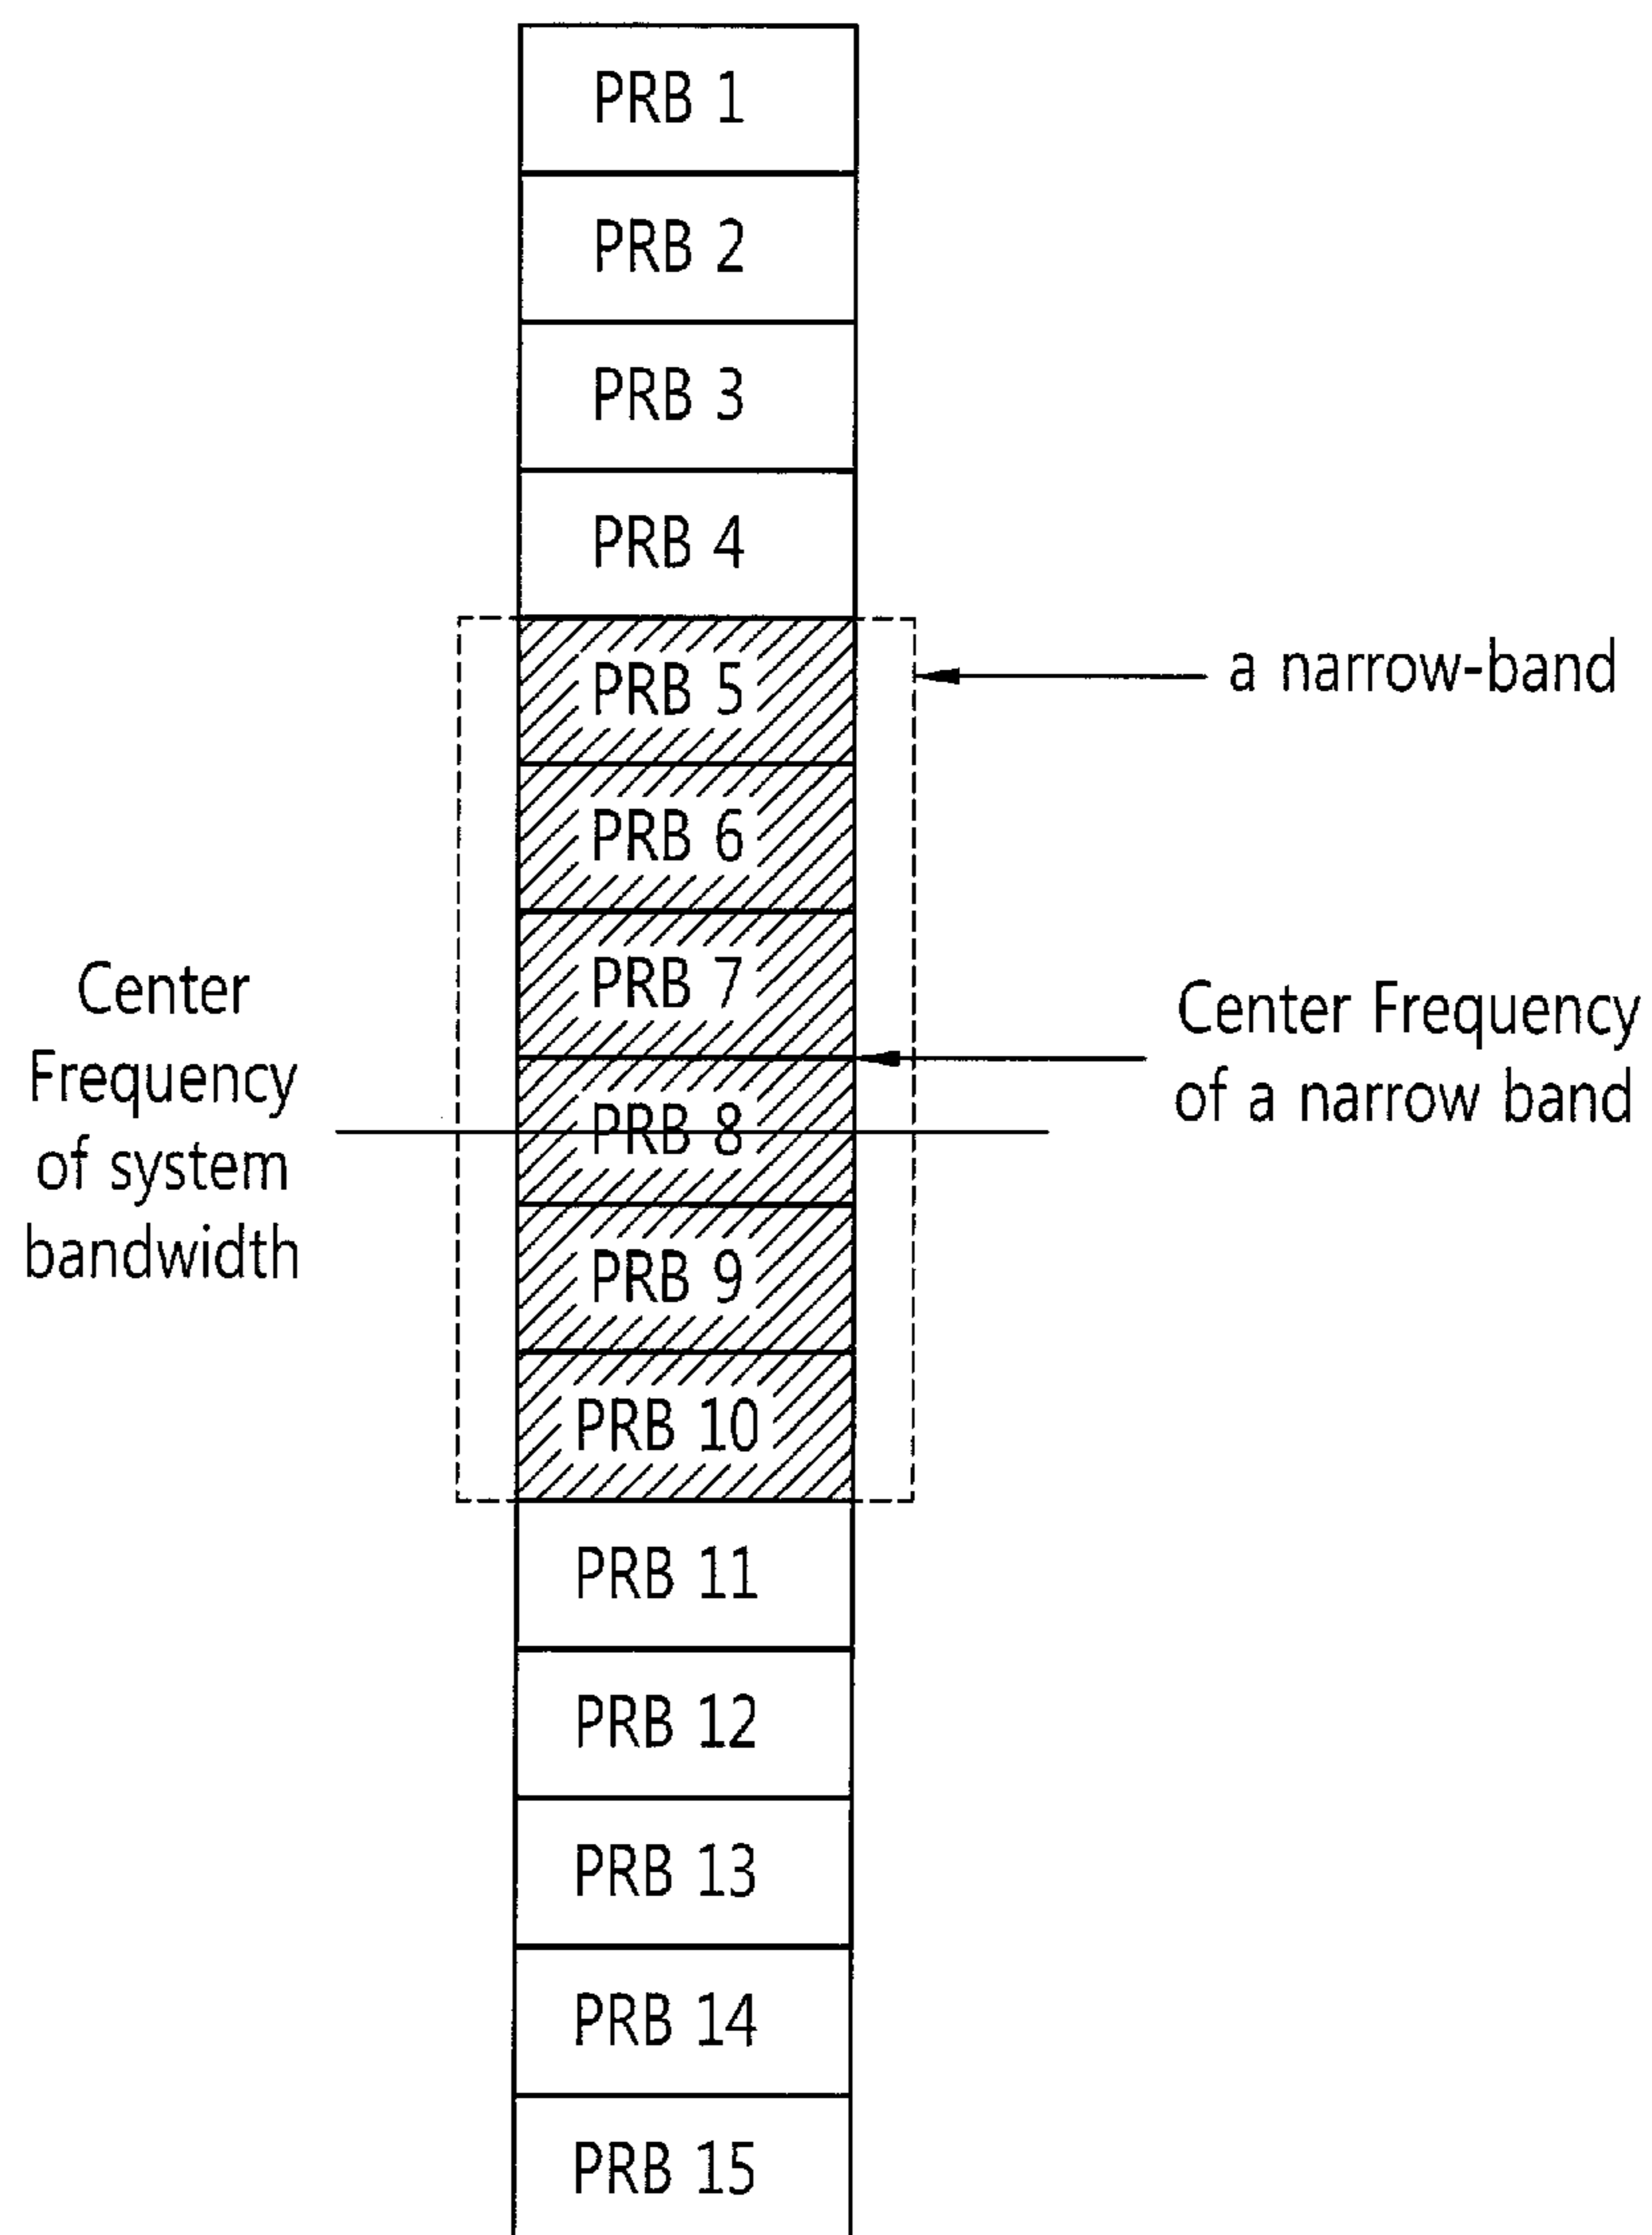 PRB 1
PRB 2
PRB 3
PRB 4
PRB 5
a narrow-band
PRB 6
PRB 7
Center
Frequency
of system
bandwidth
Center Frequency
of a narrow band
PRB 8
PRB 9
PRB 10
PRB 11
PRB 12
PRB 13
PRB 14
PRB 15